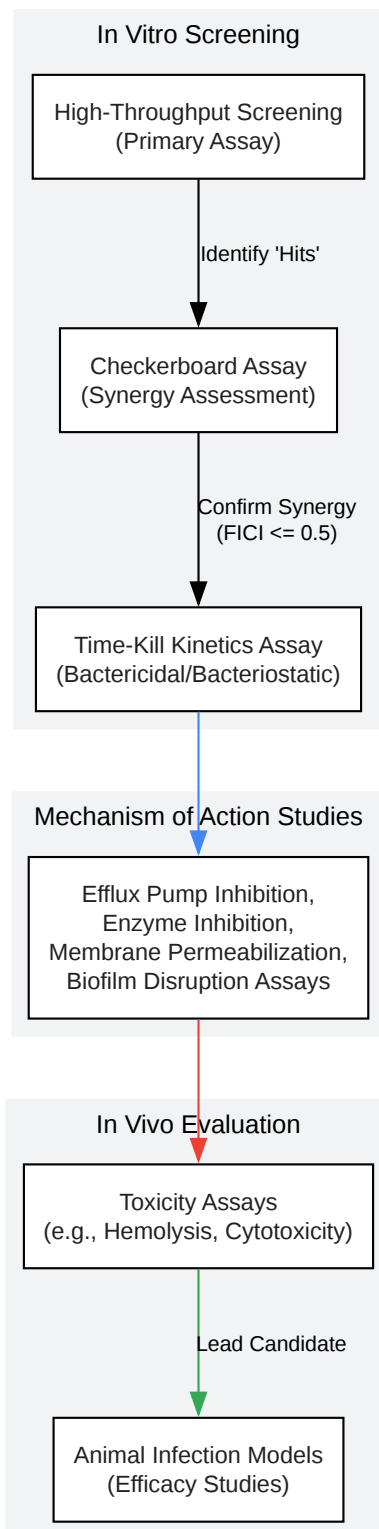 In Vitro Screening
High-Throughput Screening
(Primary Assay)
Identify 'Hits'
Checkerboard Assay
(Synergy Assessment)
Confirm Synergy
(FICI <= 0.5)
Time-Kill Kinetics Assay
(Bactericidal/Bacteriostatic)
Mechanism of Action Studies
Efflux Pump Inhibition,
Enzyme Inhibition,
Membrane Permeabilization,
Biofilm Disruption Assays
In Vivo Evaluation
Toxicity Assays
(e.g., Hemolysis, Cytotoxicity)
Lead Candidate
Animal Infection Models
(Efficacy Studies)